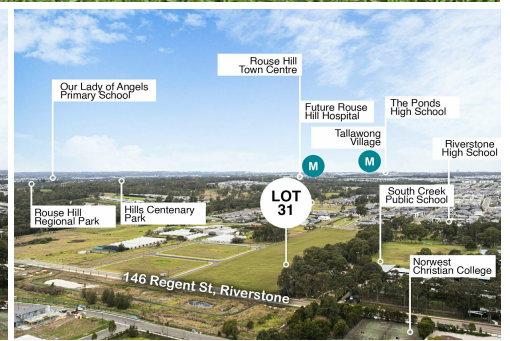 Rouse Hill
Town Centre
Our Lady of Angels
Primary School
Future Rouse
Hill Hospital
The Ponds
High School
Tallawong
Village
Riverstone
High School
M
M
LOT
31
South Creek
Public School
Rouse Hill
Regional Park
Hills Centenary
Park
Norwest
Christian College
146 Regent St, Riverstone